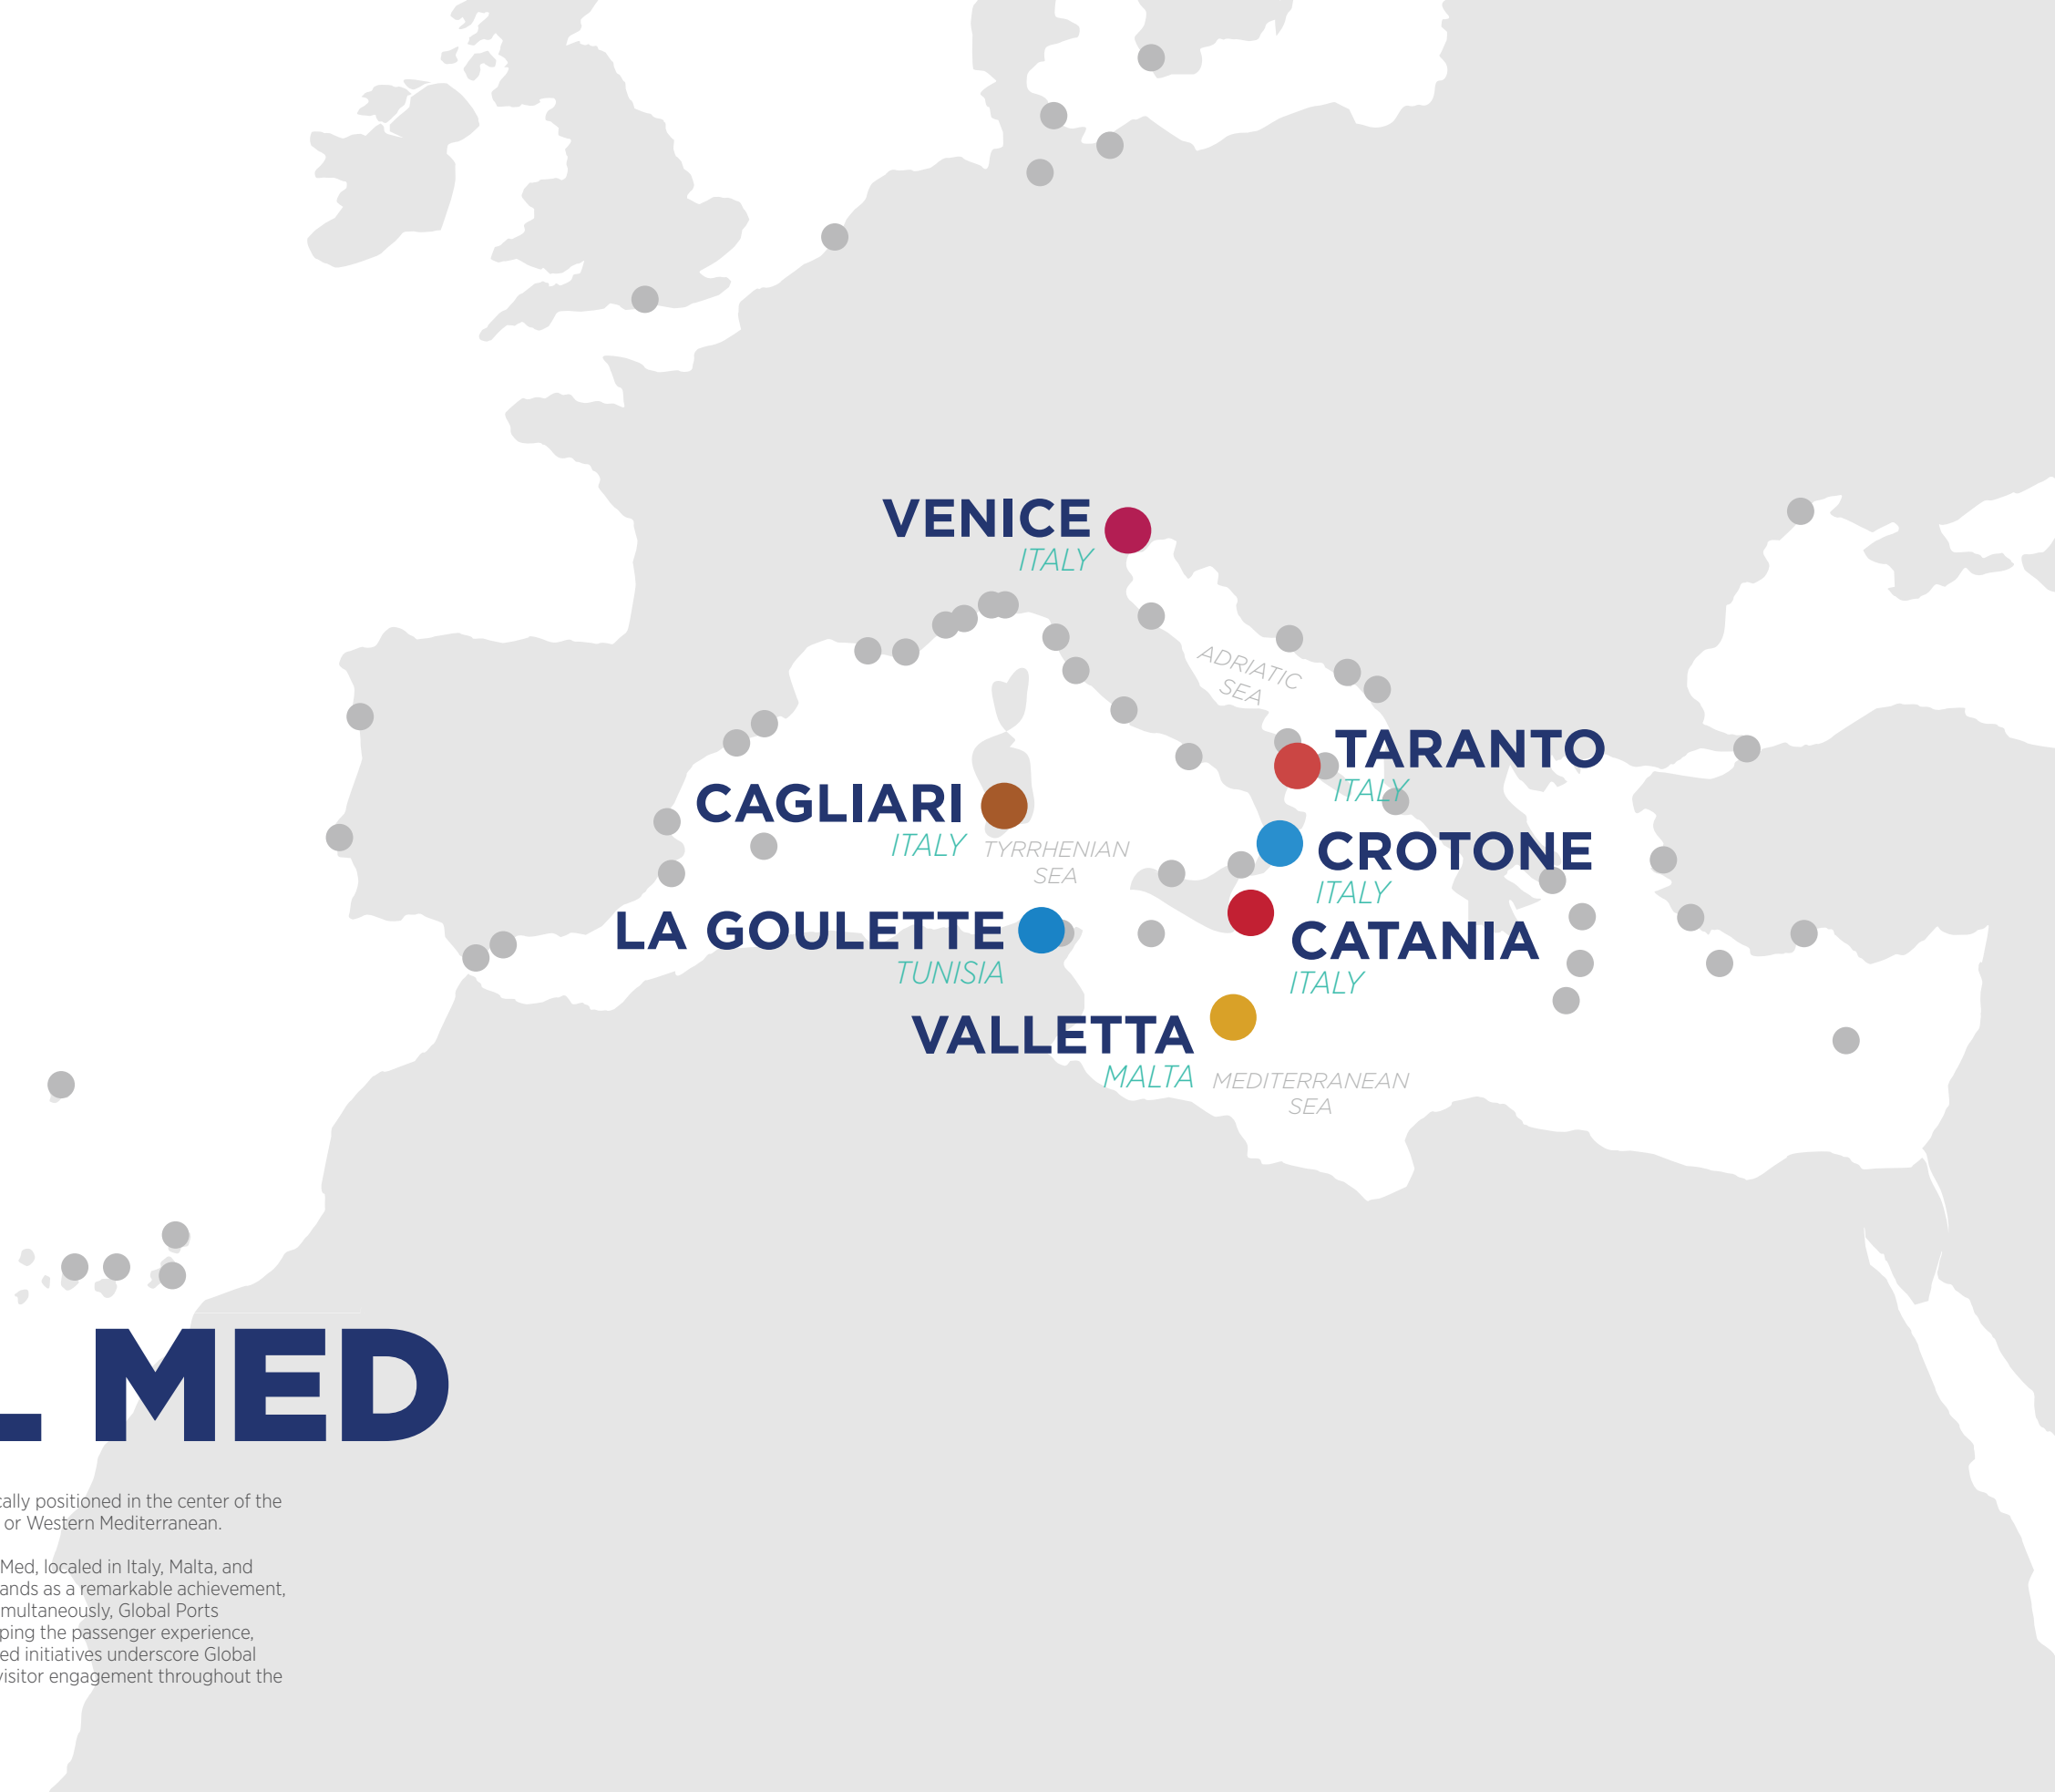 VENICE
ITALY
ADRIATIC
SEA
TARANTO
ITALY
CAGLIARI
ITALY
TYRRHENIAN
SEA
CROTONE
ITALY
LA GOULETTE
TUNISIA
CATANIA
ITALY
VALLETTA
MALTA
MEDITERRANEAN
SEA
L MED
cally positioned in the center of the
or Western Mediterranean.
Med, localed in Italy, Malta, and
ands as a remarkable achievement,
multaneously, Global Ports
ping the passenger experience,
ed initiatives underscore Global
visitor engagement throughout the